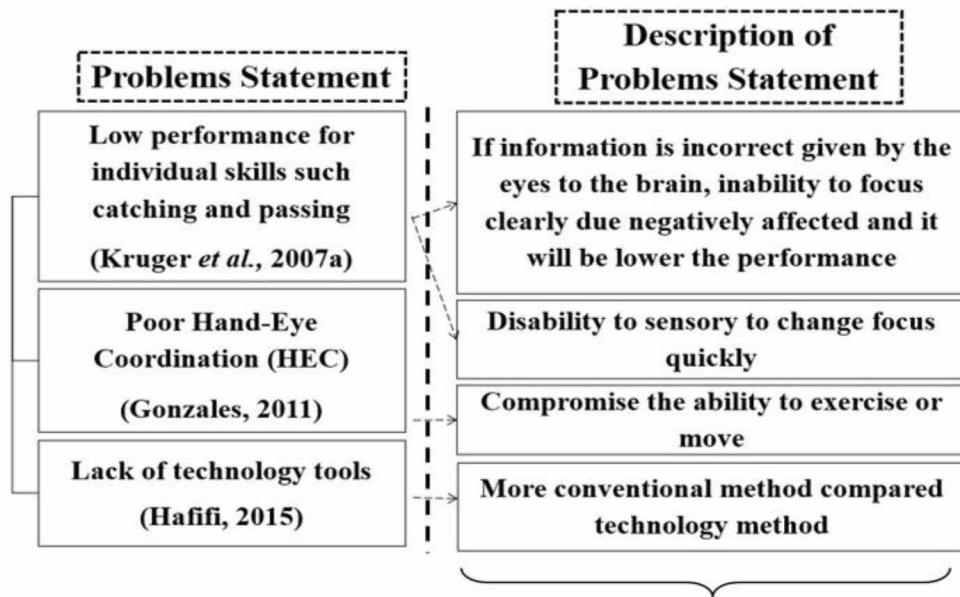 Problems Statement
Low performance for
individual skills such
catching and passing
(Kruger et al., 2007a)
Poor Hand-Eye
Coordination (HEC)
(Gonzales, 2011)
Lack of technology tools
(Hafifi, 2015)
Description of
Problems Statement
If information is incorrect given by the
eyes to the brain, inability to focus
clearly due negatively affected and it
will be lower the performance
Disability to sensory to change focus
quickly
Compromise the ability to exercise or
move
More conventional method compared
technology method